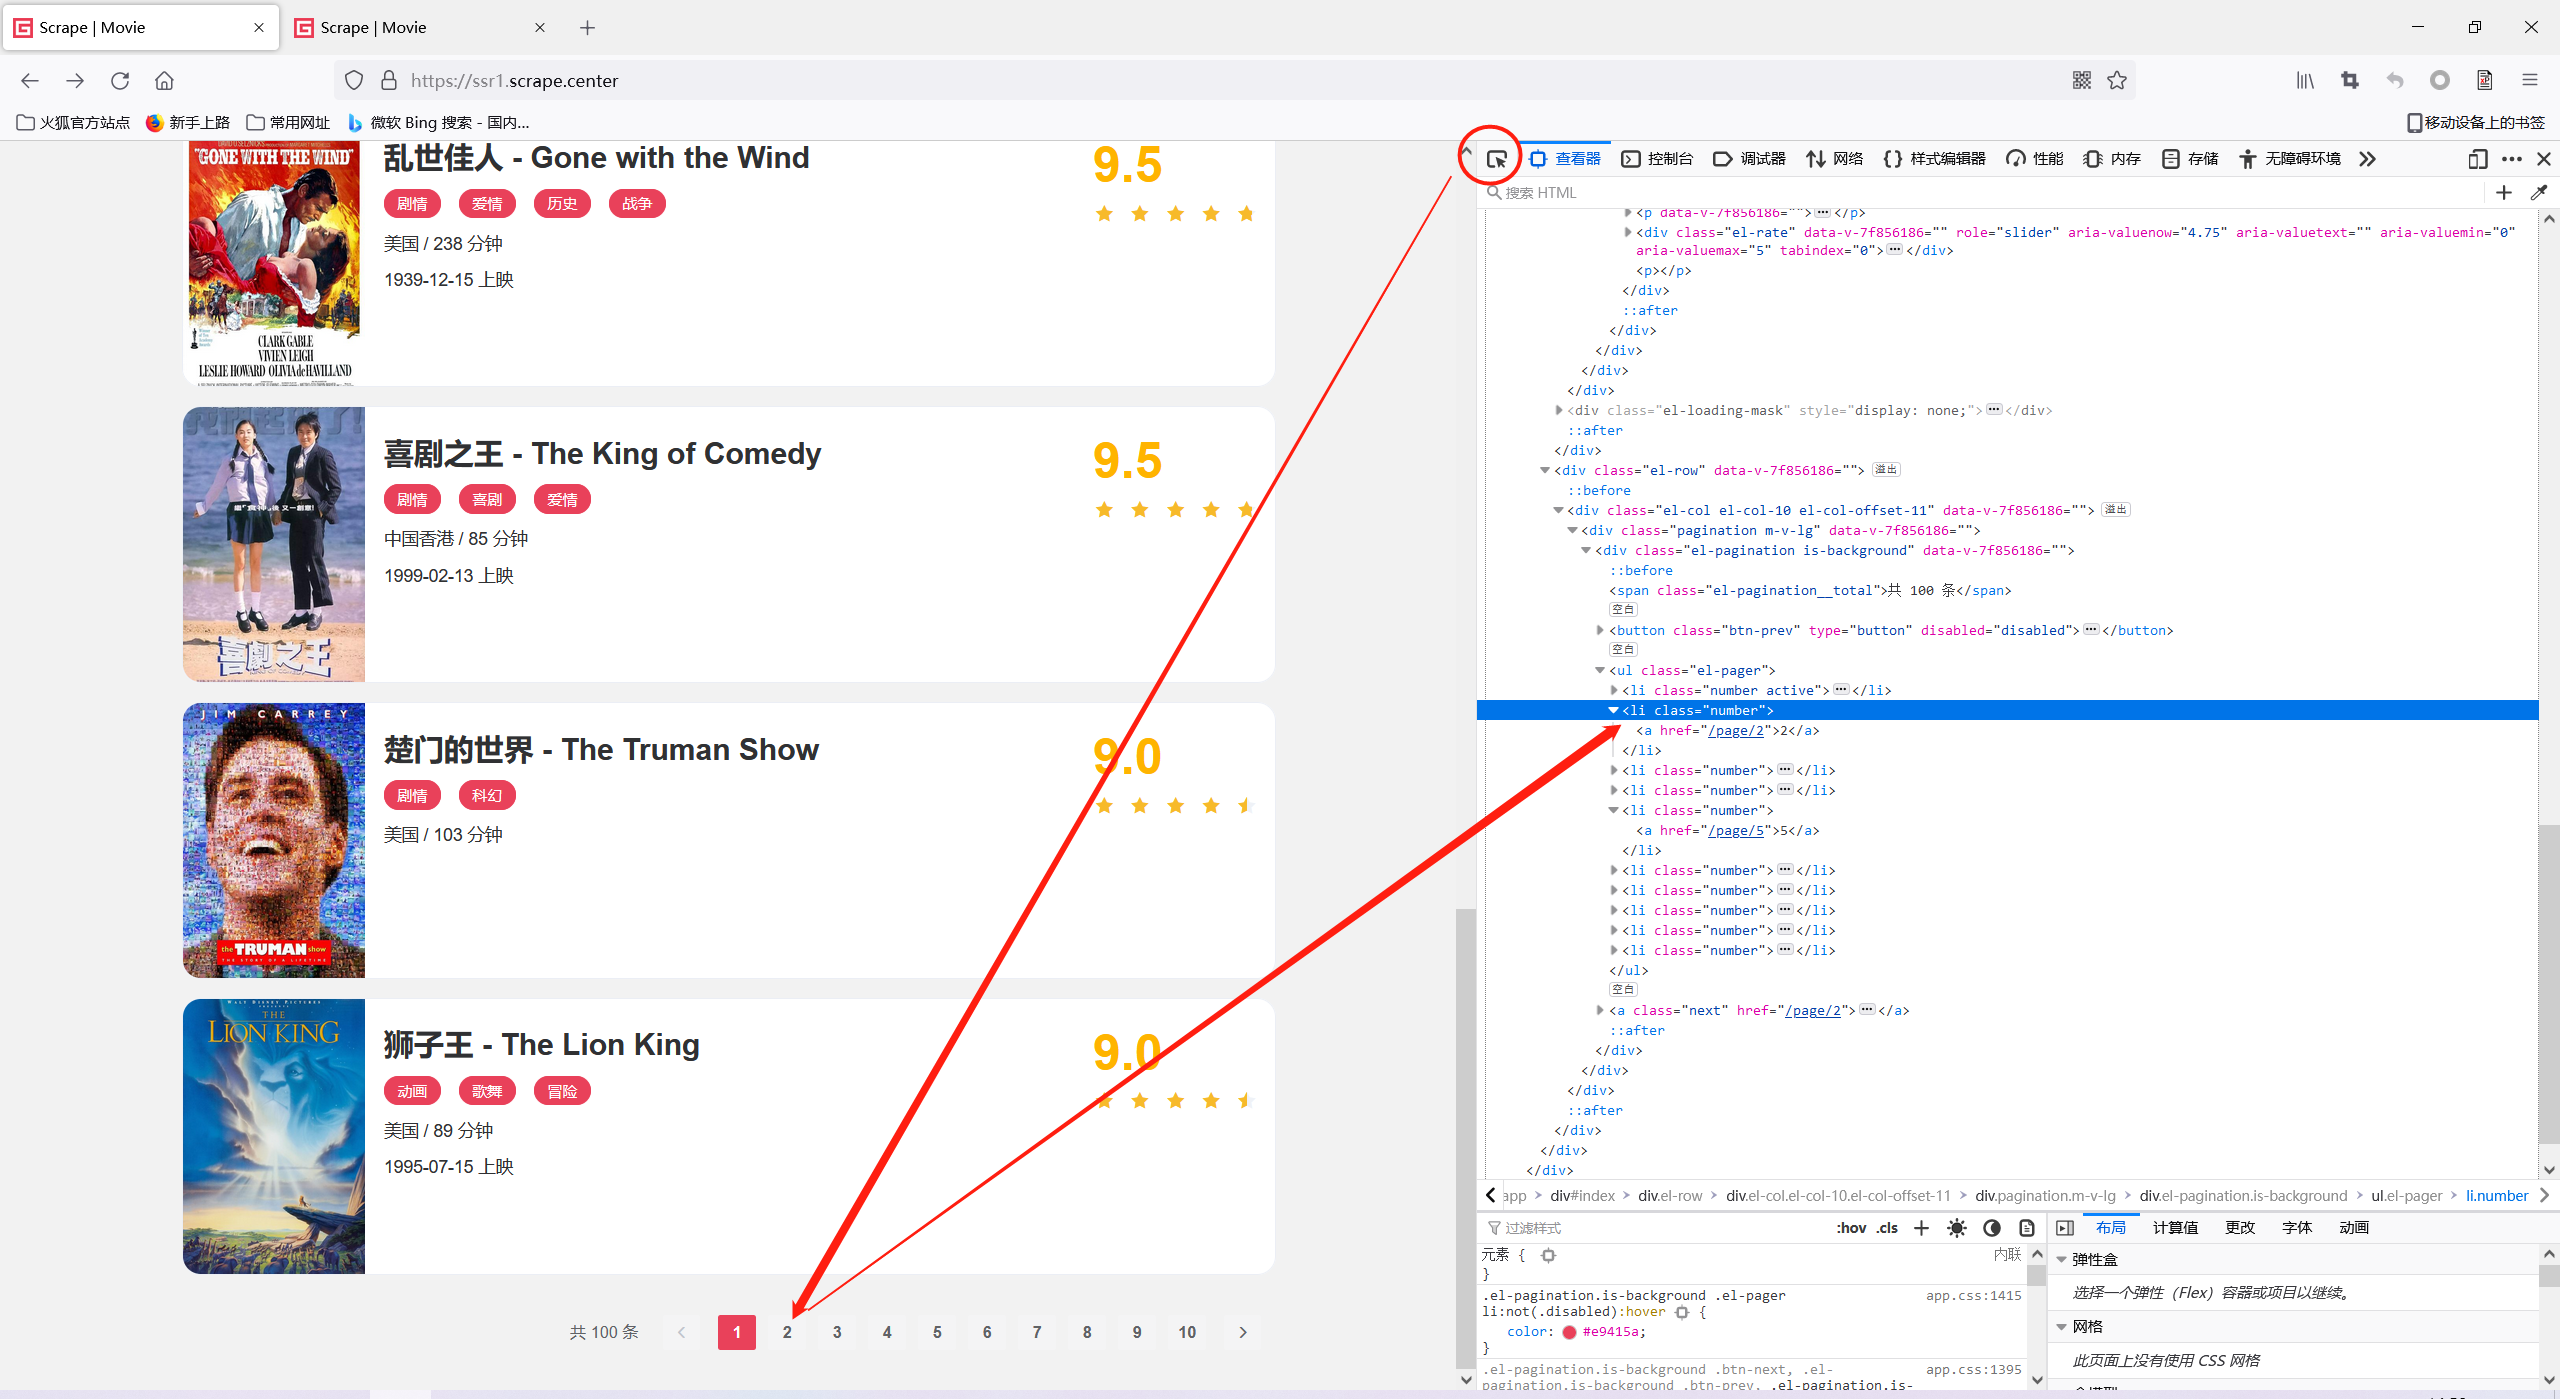 Scrape | Movie
Scrape | Movie
https://ssr1.scrape.center
火狐官方站点 新手上路 常用网址 微软 Bing 搜索 - 国内... 移动设备上的书签
"GONE WITH THE WIND"
CLARK GABLE
VIVIEN LEIGH
LESLIE HOWARD OLIVIA de HAVILLAND
乱世佳人 - Gone with the Wind
9.5
剧情 爱情 历史 战争
美国 / 238 分钟
1939-12-15 上映
喜劇之王
喜剧之王 - The King of Comedy
9.5
剧情 喜剧 爱情
中国香港 / 85 分钟
1999-02-13 上映
JIM CARREY
the TRUMAN show
THE STORY OF A LIFETIME
楚门的世界 - The Truman Show
9.0
剧情 科幻
美国 / 103 分钟
WALT DISNEY PICTURES
THE
LION KING
狮子王 - The Lion King
9.0
动画 歌舞 冒险
美国 / 89 分钟
1995-07-15 上映
共 100 条 1 2 3 4 5 6 7 8 9 10
查看器 控制台 调试器 网络 样式编辑器 性能 内存 存储 无障碍环境
搜索 HTML
<p data-v-7f856186="">…</p>
<div class="el-rate" data-v-7f856186="" role="slider" aria-valuenow="4.75" aria-valuetext="" aria-valuemin="0"
aria-valuemax="5" tabindex="0">…</div>
<p></p>
</div>
::after
</div>
</div>
</div>
</div>
<div class="el-loading-mask" style="display: none;">…</div>
::after
</div>
<div class="el-row" data-v-7f856186=""> 溢出
::before
<div class="el-col el-col-10 el-col-offset-11" data-v-7f856186=""> 溢出
<div class="pagination m-v-lg" data-v-7f856186="">
<div class="el-pagination is-background" data-v-7f856186="">
::before
<span class="el-pagination__total">共 100 条</span>
空白
<button class="btn-prev" type="button" disabled="disabled">…</button>
空白
<ul class="el-pager">
<li class="number active">…</li>
<li class="number">
<a href="/page/2">2</a>
</li>
<li class="number">…</li>
<li class="number">…</li>
<li class="number">
<a href="/page/5">5</a>
</li>
<li class="number">…</li>
<li class="number">…</li>
<li class="number">…</li>
<li class="number">…</li>
<li class="number">…</li>
</ul>
空白
<a class="next" href="/page/2">…</a>
::after
</div>
</div>
</div>
::after
</div>
</div>
</div>
app > div#index > div.el-row > div.el-col.el-col-10.el-col-offset-11 > div.pagination.m-v-lg > div.el-pagination.is-background > ul.el-pager > li.number
过滤样式 :hov .cls
元素 { 内联
}
.el-pagination.is-background .el-pager app.css:1415
li:not(.disabled):hover {
color: #e9415a;
}
.el-pagination.is-background .btn-next, .el- app.css:1395
pagination.is-background .btn-prev, .el-pagination.is-
布局 计算值 更改 字体 动画
弹性盒
选择一个弹性（Flex）容器或项目以继续。
网格
此页面上没有使用 CSS 网格